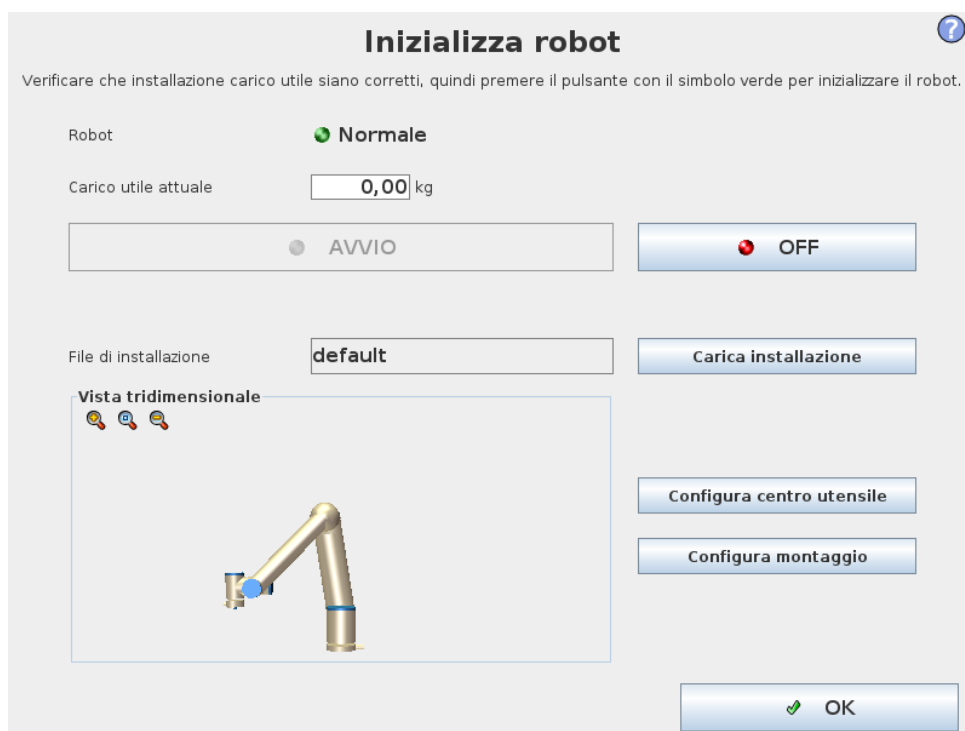 Inizializza robot
?
Verificare che installazione carico utile siano corretti, quindi premere il pulsante con il simbolo verde per inizializzare il robot.
Robot
Normale
Carico utile attuale
0,00 kg
AVVIO
OFF
File di installazione
default
Carica installazione
Vista tridimensionale
Configura centro utensile
Configura montaggio
OK